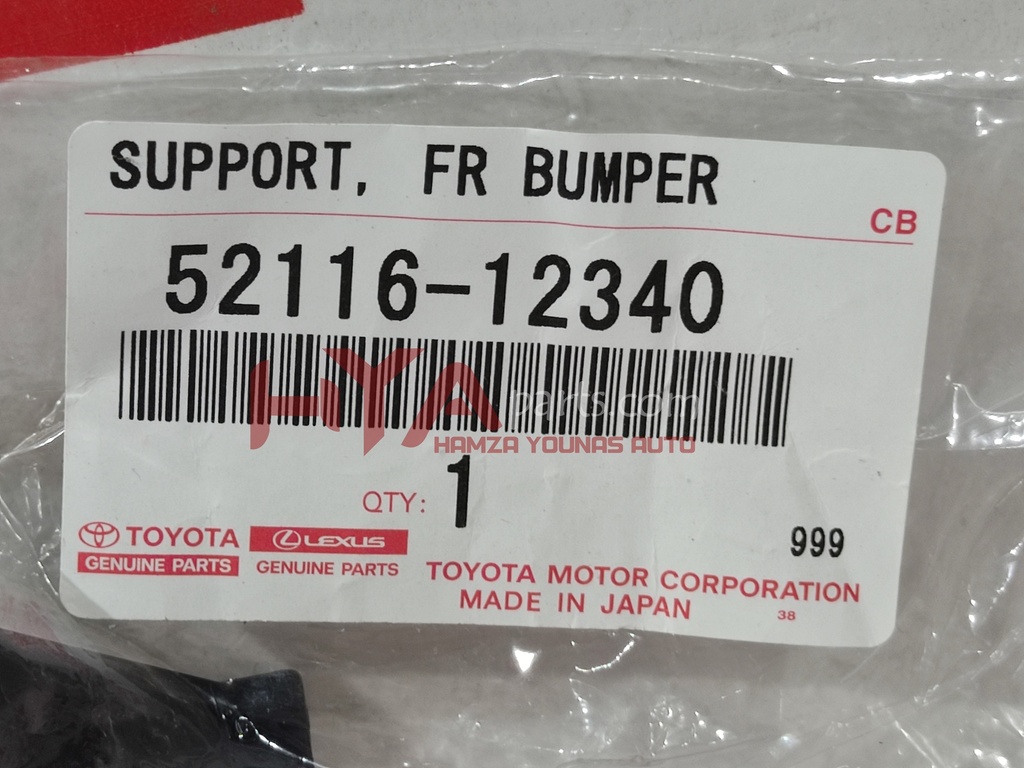 SUPPORT, FR BUMPER
CB
52116-12340
HYA parts.com
HAMZA YOUNAS AUTO
QTY: 1
999
TOYOTA LEXUS
GENUINE PARTS GENUINE PARTS
TOYOTA MOTOR CORPORATION
MADE IN JAPAN 38